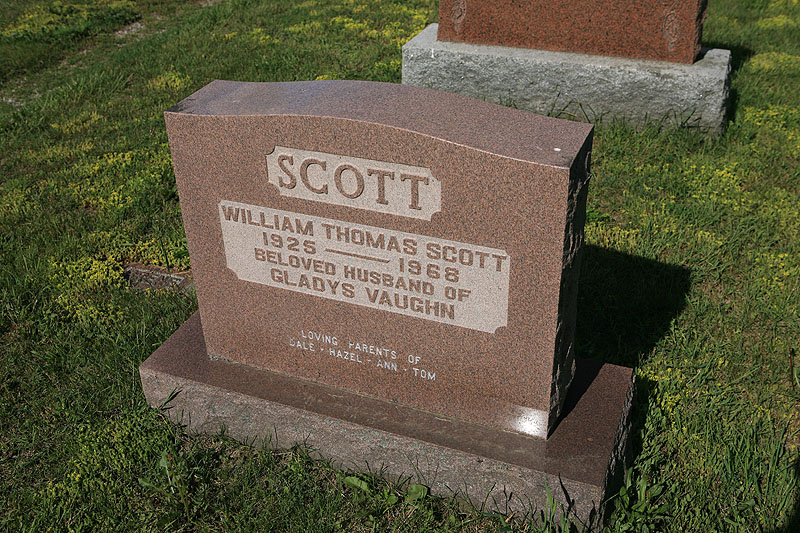 SCOTT
WILLIAM THOMAS SCOTT
1925 — 1968
BELOVED HUSBAND OF
GLADYS VAUGHN
LOVING PARENTS OF
DALE - HAZEL - ANN - TOM